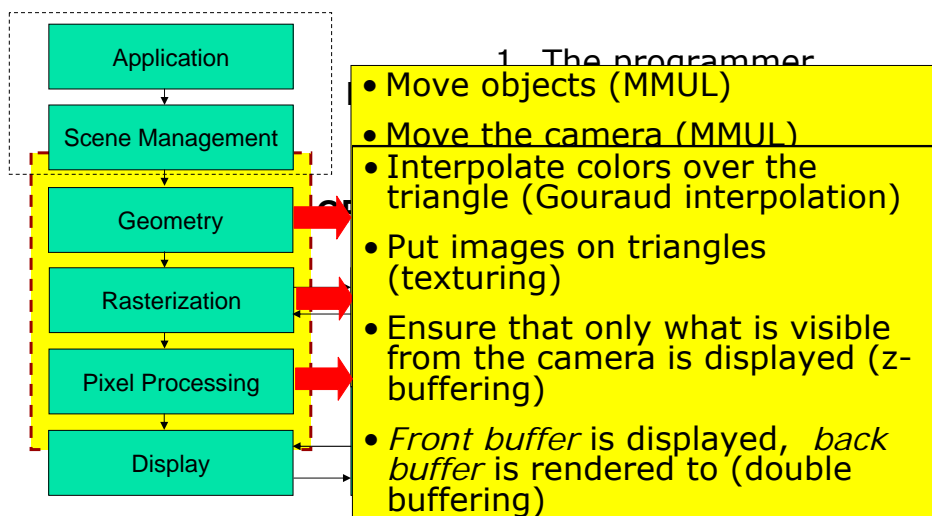 Application
Scene Management
Geometry
Rasterization
Pixel Processing
Display
1. The programmer
• Move objects (MMUL)
• Move the camera (MMUL)
• Interpolate colors over the
triangle (Gouraud interpolation)
• Put images on triangles
(texturing)
• Ensure that only what is visible
from the camera is displayed (z-
buffering)
• Front buffer is displayed, back
buffer is rendered to (double
buffering)